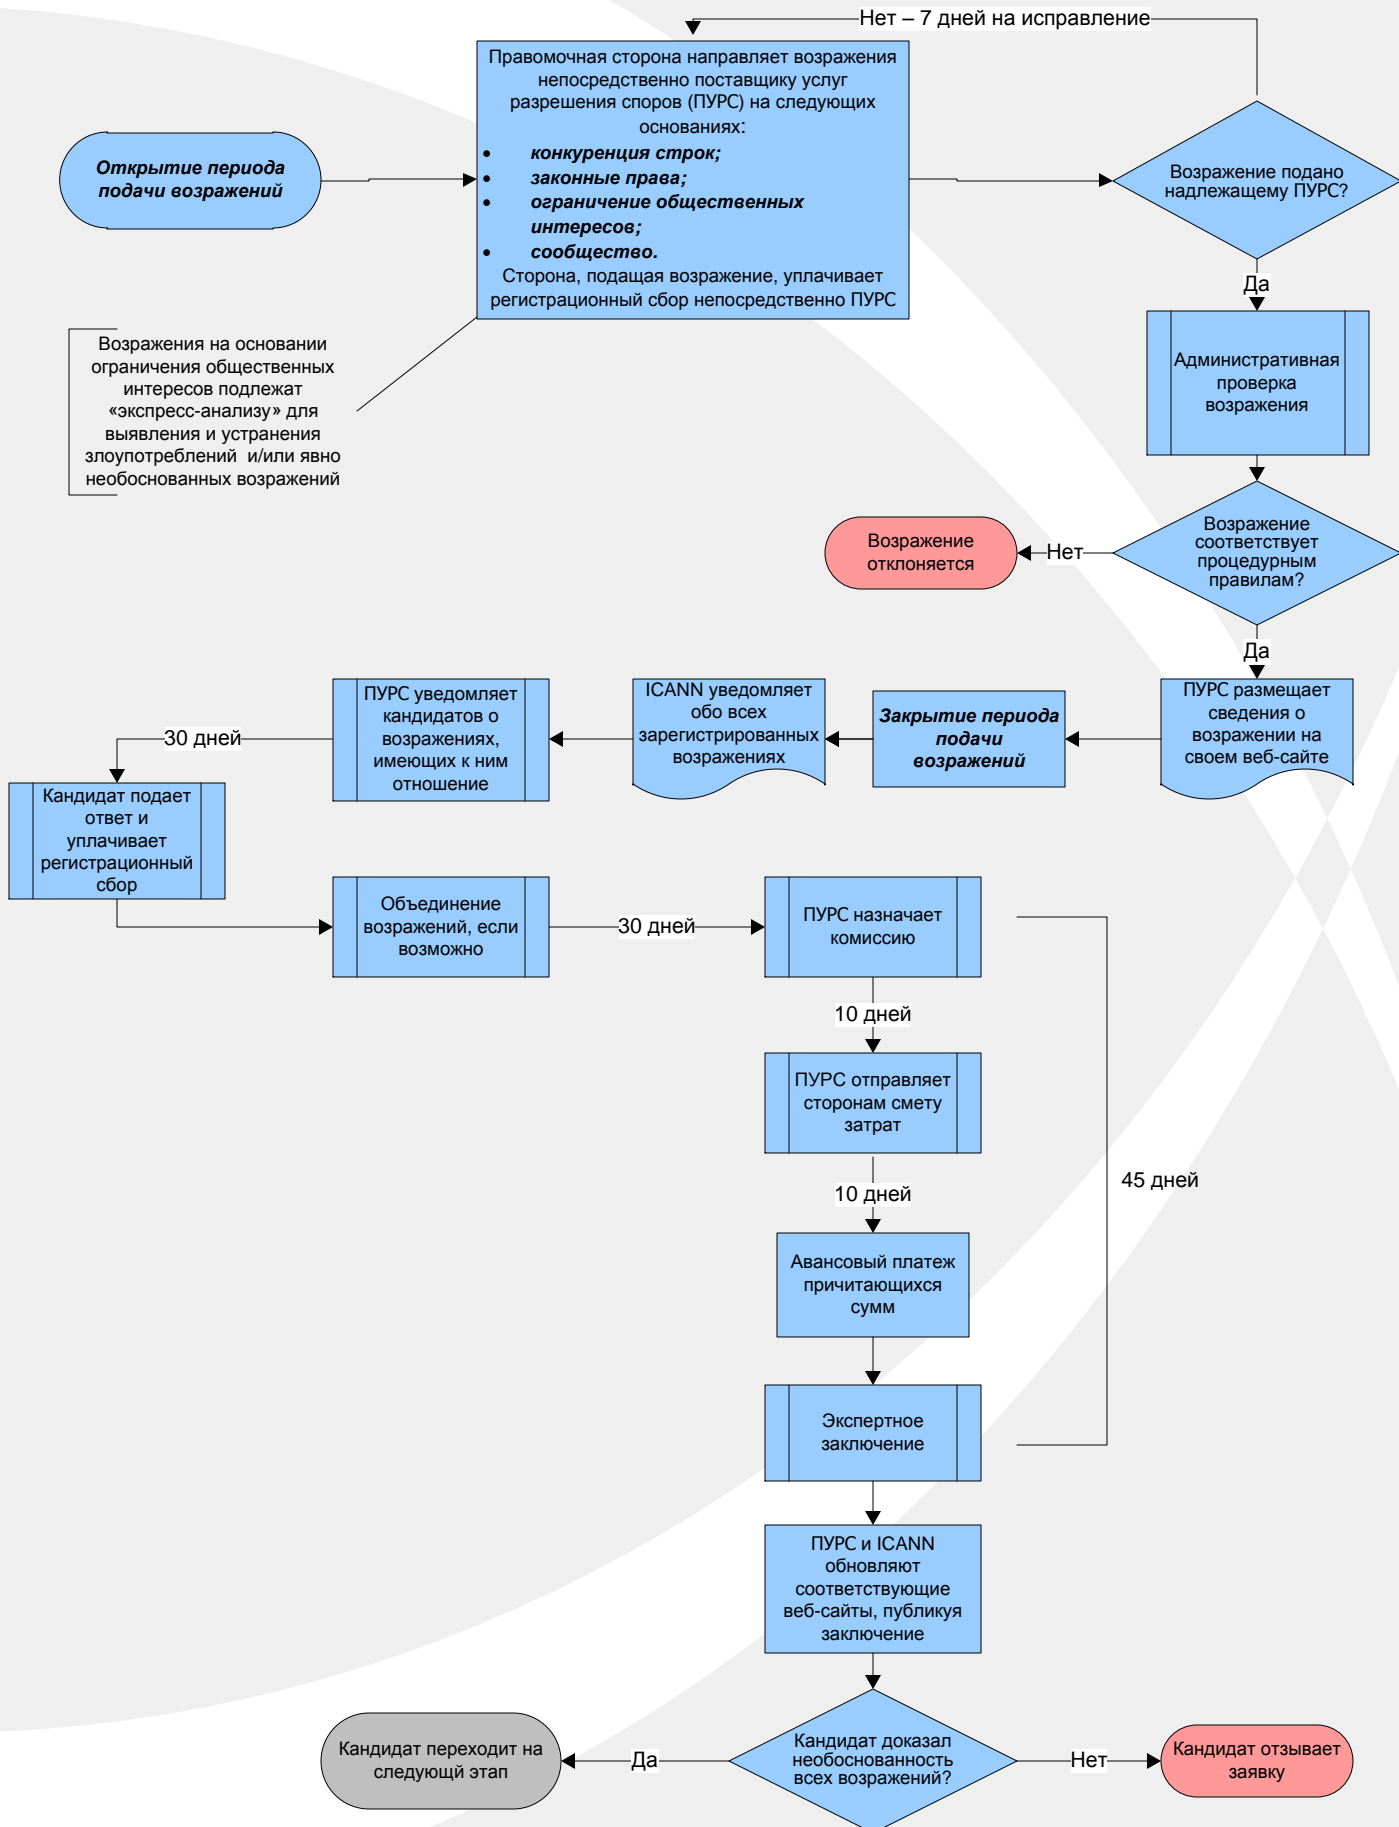 Нет – 7 дней на исправление
Правомочная сторона направляет возражения
непосредственно поставщику услуг
разрешения споров (ПУРС) на следующих
основаниях:
• конкуренция строк;
• законные права;
• ограничение общественных
интересов;
• сообщество.
Сторона, подащая возражение, уплачивает
регистрационный сбор непосредственно ПУРС
Открытие периода
подачи возражений
Возражение подано
надлежащему ПУРС?
Да
Возражения на основании
ограничения общественных
интересов подлежат
«экспресс-анализу» для
выявления и устранения
злоупотреблений и/или явно
необоснованных возражений
Административная
проверка
возражения
Возражение
соответствует
процедурным
правилам?
Нет
Возражение
отклоняется
Да
ПУРС размещает
сведения о
возражении на
своем веб-сайте
Закрытие периода
подачи
возражений
ICANN уведомляет
обо всех
зарегистрированных
возражениях
ПУРС уведомляет
кандидатов о
возражениях,
имеющих к ним
отношение
30 дней
Кандидат подает
ответ и
уплачивает
регистрационный
сбор
Объединение
возражений, если
возможно
30 дней
ПУРС назначает
комиссию
10 дней
ПУРС отправляет
сторонам смету
затрат
10 дней
45 дней
Авансовый платеж
причитающихся
сумм
Экспертное
заключение
ПУРС и ICANN
обновляют
соответствующие
веб-сайты, публикуя
заключение
Кандидат доказал
необоснованность
всех возражений?
Да
Кандидат переходит на
следующй этап
Нет
Кандидат отзывает
заявку